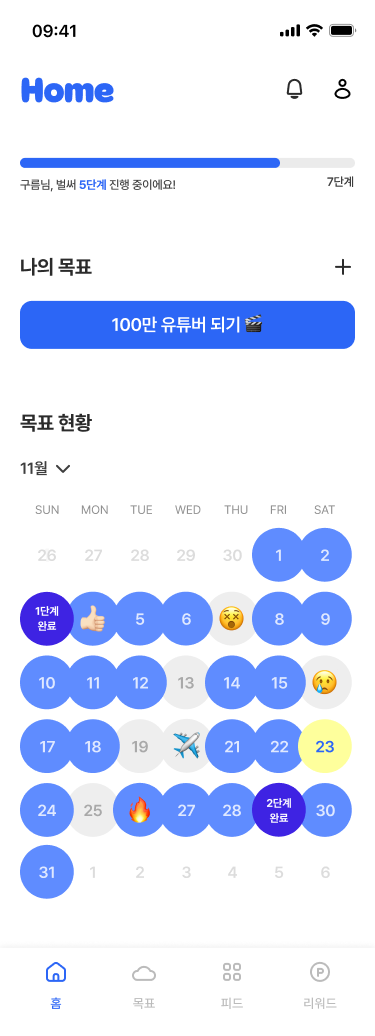 09:41
Home
구름님, 벌써 5단계 진행 중이에요!
7단계
나의 목표
100만 유튜버 되기 🎬
목표 현황
11월
SUN MON TUE WED THU FRI SAT
26 27 28 29 30 1 2
1단계
완료
👍🏻 5 6 😵 8 9
10 11 12 13 14 15 😢
17 18 19 ✈️ 21 22 23
24 25 🔥 27 28 2단계
완료
30
31 1 2 3 4 5 6
홈 목표 피드 리워드